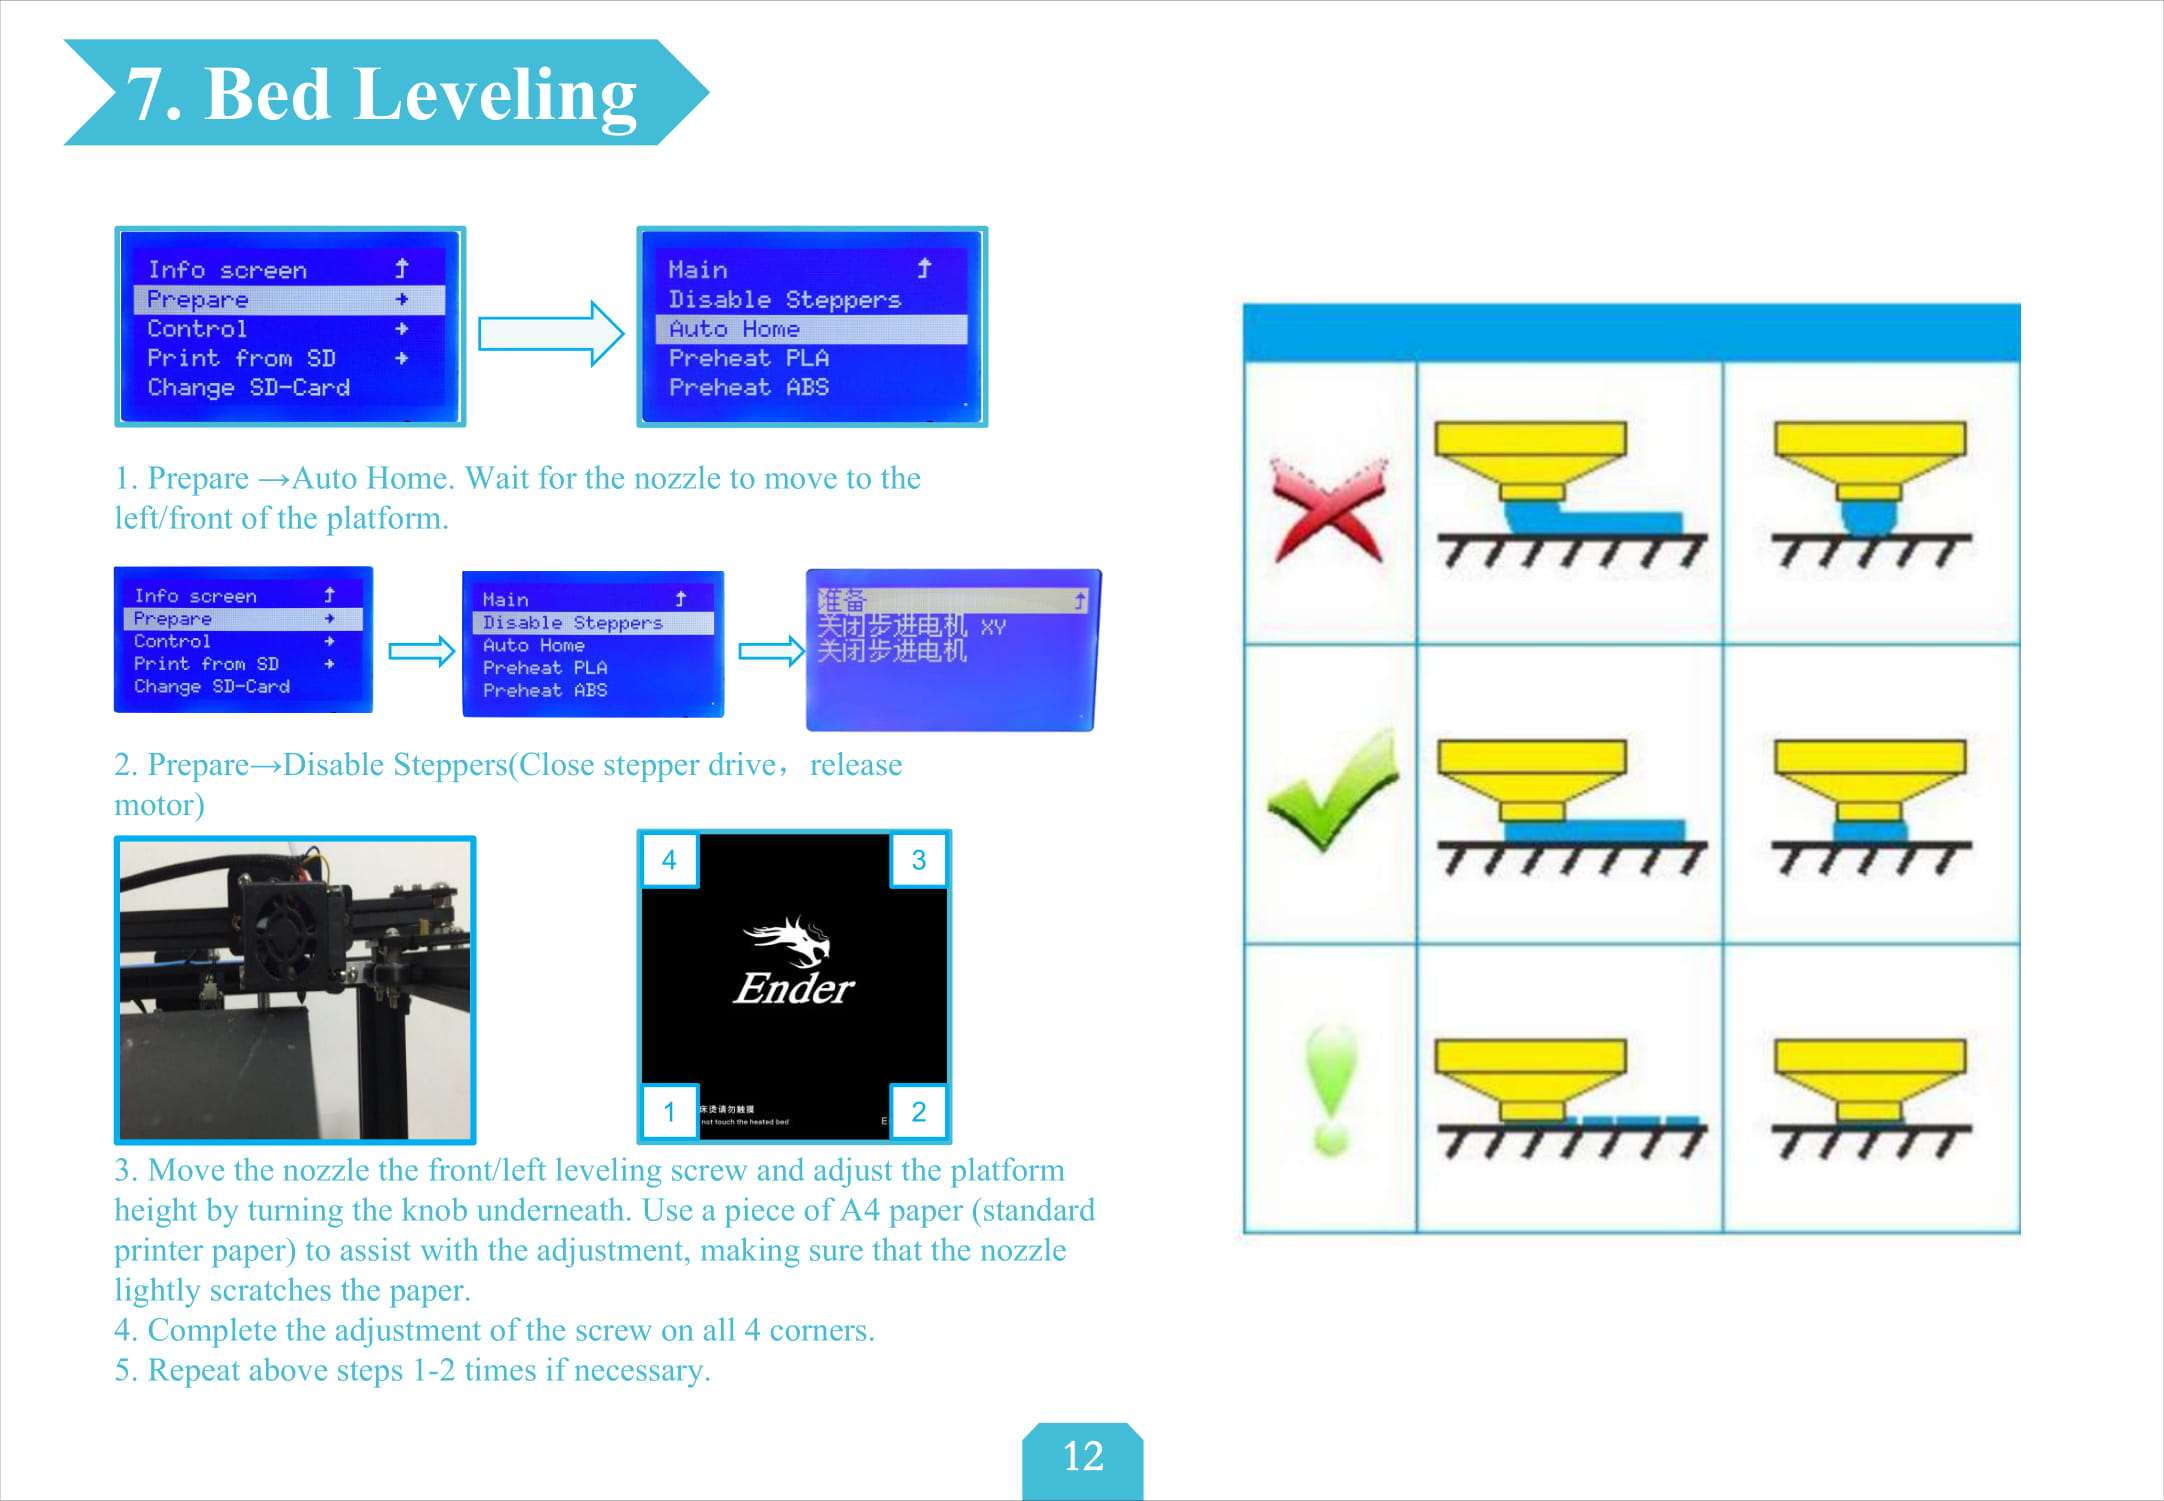 7. Bed Leveling
Info screen
Prepare
Control
Print from SD
Change SD-Card
Main
Disable Steppers
Auto Home
Preheat PLA
Preheat ABS
1. Prepare →Auto Home. Wait for the nozzle to move to the
left/front of the platform.
Info screen
Prepare
Control
Print from SD
Change SD-Card
Main
Disable Steppers
Auto Home
Preheat PLA
Preheat ABS
准备
关闭步进电机 XY
关闭步进电机
2. Prepare→Disable Steppers(Close stepper drive，release
motor)
4
3
Ender
1
床烫请勿触摸
not touch the heated bed
E
2
3. Move the nozzle the front/left leveling screw and adjust the platform
height by turning the knob underneath. Use a piece of A4 paper (standard
printer paper) to assist with the adjustment, making sure that the nozzle
lightly scratches the paper.
4. Complete the adjustment of the screw on all 4 corners.
5. Repeat above steps 1-2 times if necessary.
12